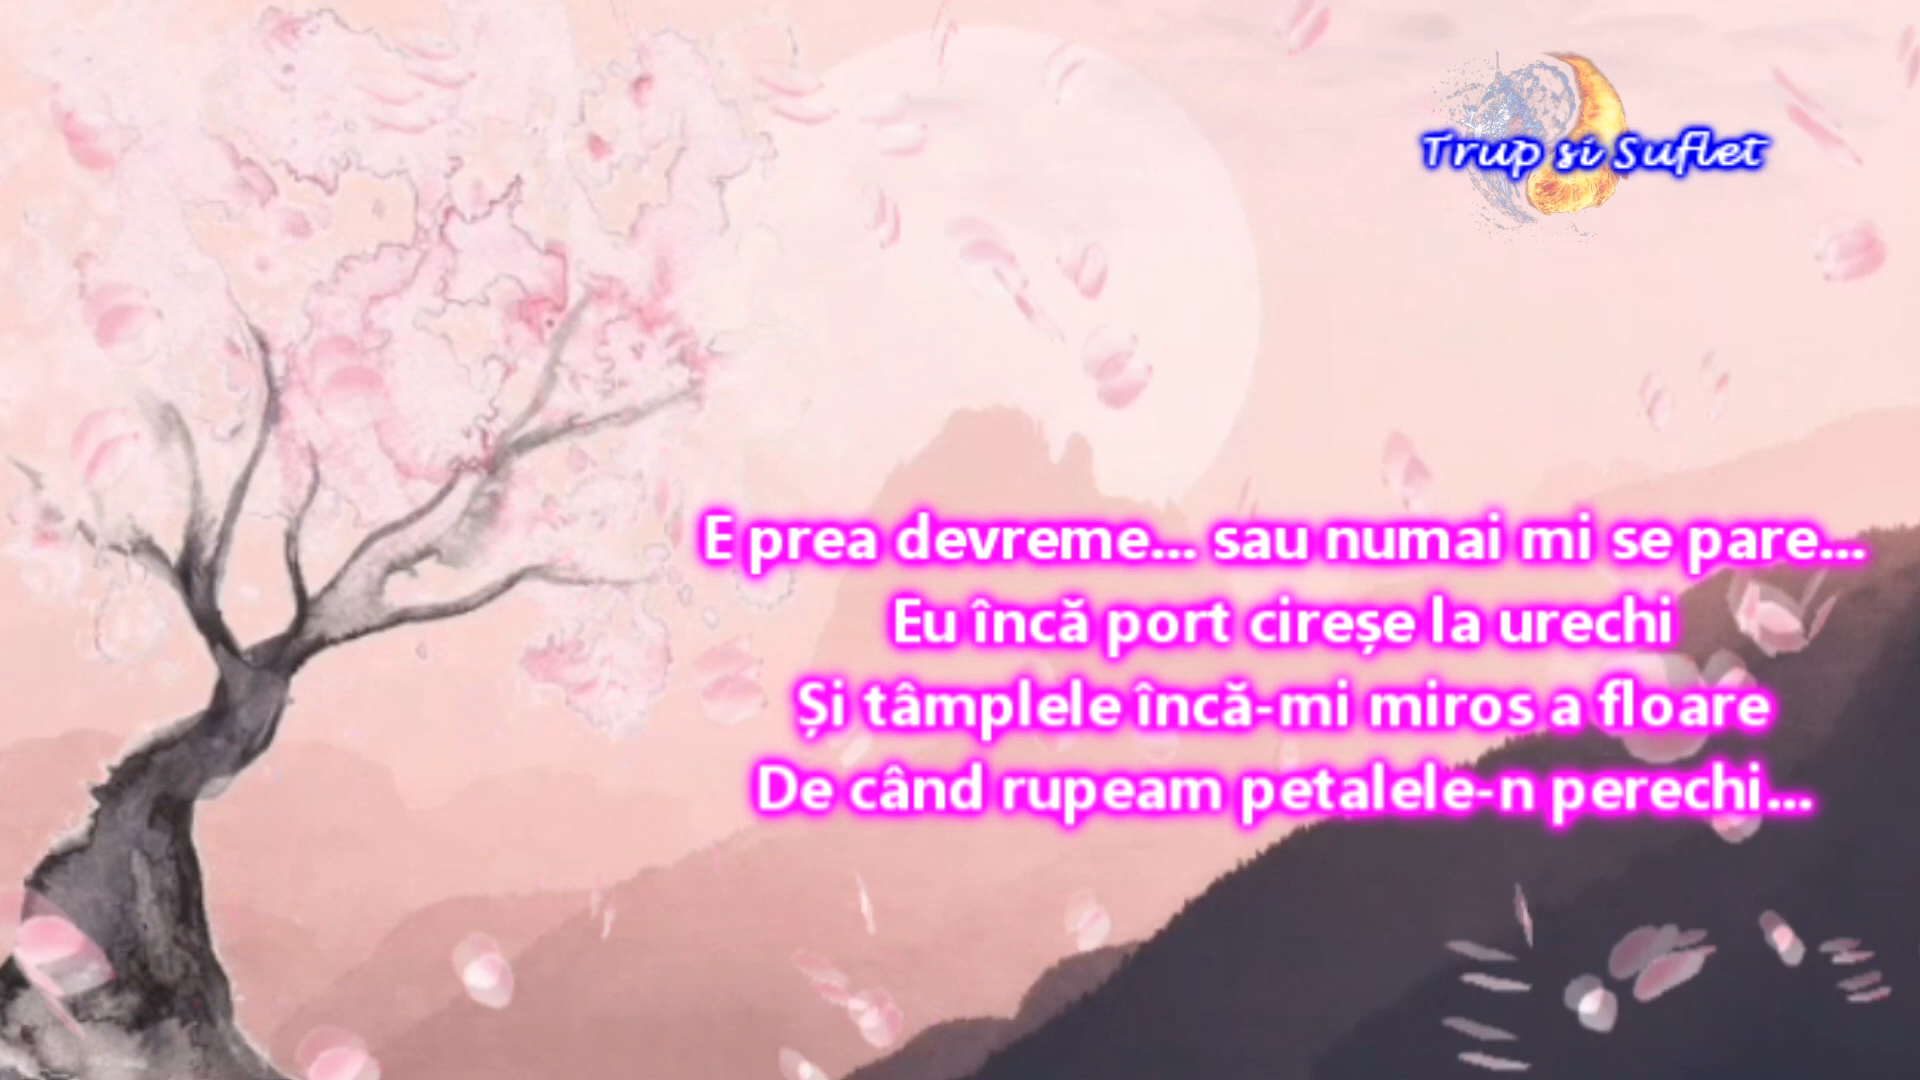 Trup si Suflet
E prea devreme... sau numai mi se pare...
Eu încă port cireșe la urechi
Și tâmplele încă-mi miros a floare
De când rupeam petalele-n perechi...